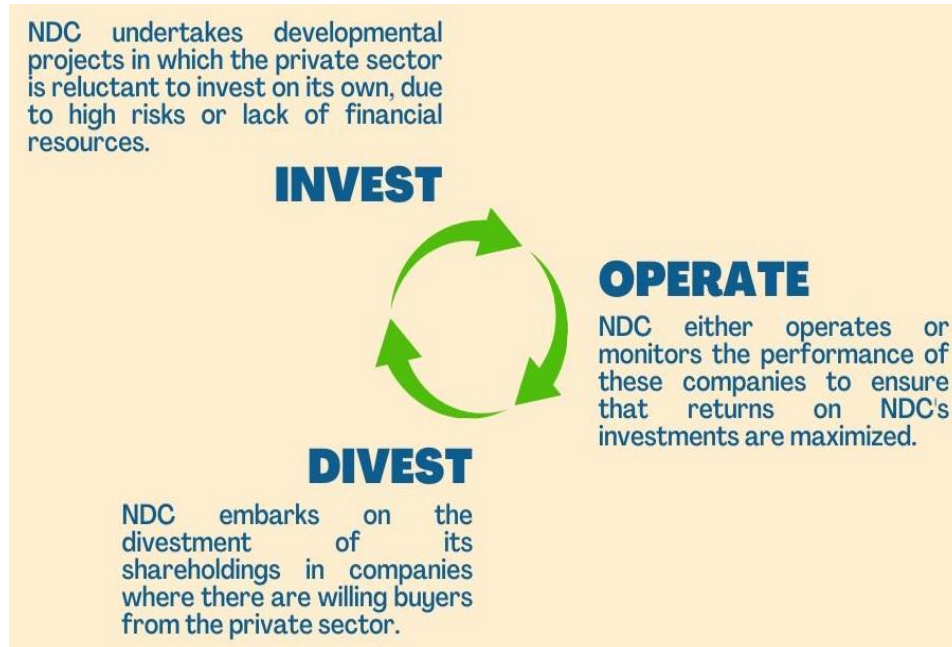 NDC undertakes developmental
projects in which the private sector
is reluctant to invest on its own, due
to high risks or lack of financial
resources.
INVEST
OPERATE
NDC either operates or
monitors the performance of
these companies to ensure
that returns on NDC's
investments are maximized.
DIVEST
NDC embarks on the
divestment of its
shareholdings in companies
where there are willing buyers
from the private sector.